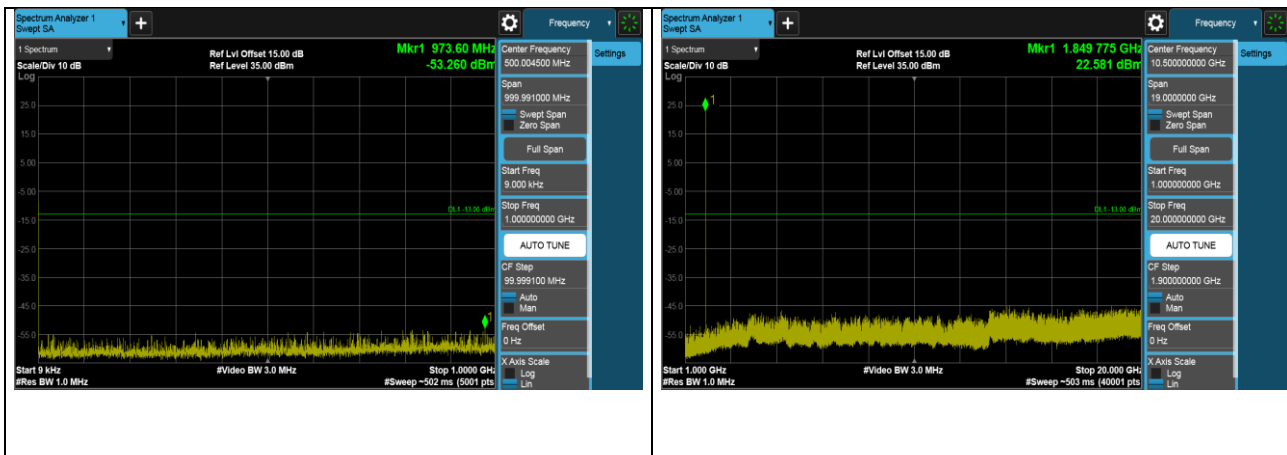 Spectrum Analyzer 1
Swept SA
+
Frequency
1 Spectrum
Scale/Div 10 dB
Log
Ref Lvl Offset 15.00 dB
Ref Level 35.00 dBm
Mkr1 973.60 MHz
-53.260 dBm
25.0
15.0
5.00
-5.00
-15.0
-25.0
-35.0
-45.0
-55.0
DL1 -13.00 dBm
1
Start 9 kHz
#Res BW 1.0 MHz
#Video BW 3.0 MHz
Stop 1.0000 GHz
#Sweep ~502 ms (5001 pts
Center Frequency
500.004500 MHz
Span
999.991000 MHz
Swept Span
Zero Span
Full Span
Start Freq
9.000 kHz
Stop Freq
1.000000000 GHz
AUTO TUNE
CF Step
99.999100 MHz
Auto
Man
Freq Offset
0 Hz
X Axis Scale
Log
Lin
Settings
Spectrum Analyzer 1
Swept SA
+
Frequency
1 Spectrum
Scale/Div 10 dB
Log
Ref Lvl Offset 15.00 dB
Ref Level 35.00 dBm
Mkr1 1.849 775 GHz
22.581 dBm
1
25.0
15.0
5.00
-5.00
-15.0
-25.0
-35.0
-45.0
-55.0
DL1 -13.00 dBm
Start 1.000 GHz
#Res BW 1.0 MHz
#Video BW 3.0 MHz
Stop 20.000 GHz
#Sweep ~503 ms (40001 pts
Center Frequency
10.500000000 GHz
Span
19.0000000 GHz
Swept Span
Zero Span
Full Span
Start Freq
1.000000000 GHz
Stop Freq
20.000000000 GHz
AUTO TUNE
CF Step
1.900000000 GHz
Auto
Man
Freq Offset
0 Hz
X Axis Scale
Log
Lin
Settings